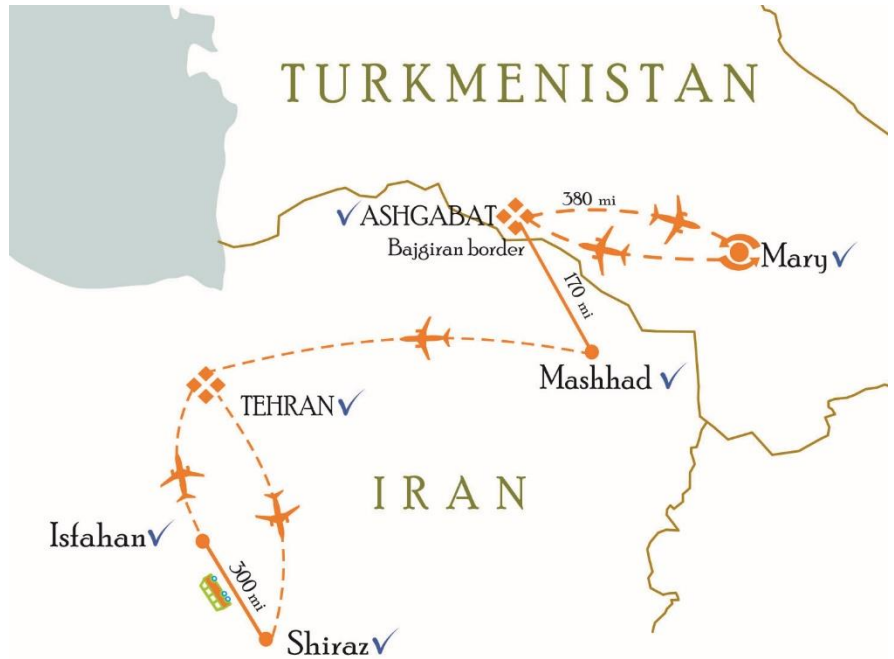 TURKMENISTAN
380 mi
ASHGABAT
Bajgiran border
Mary
170 mi
Mashhad
TEHRAN
IRAN
Isfahan
300 mi
Shiraz